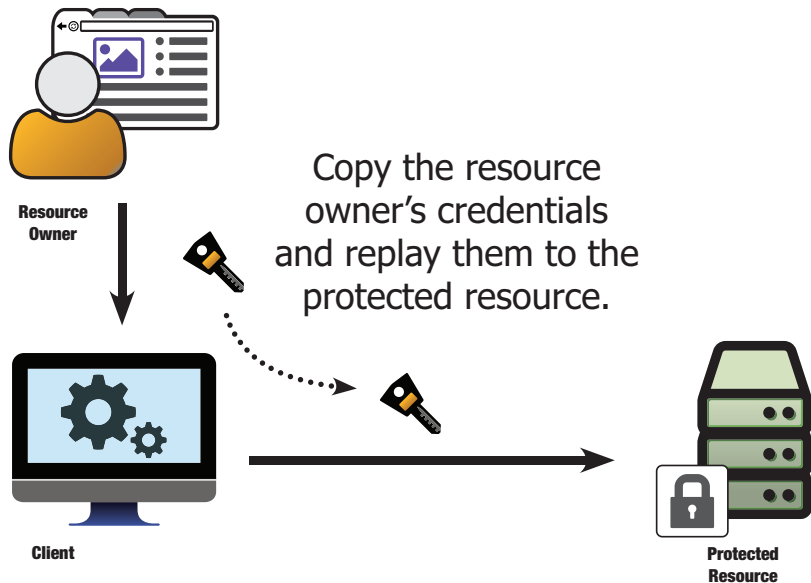 Resource
Owner
Copy the resource
owner’s credentials
and replay them to the
protected resource.
Client
Protected
Resource